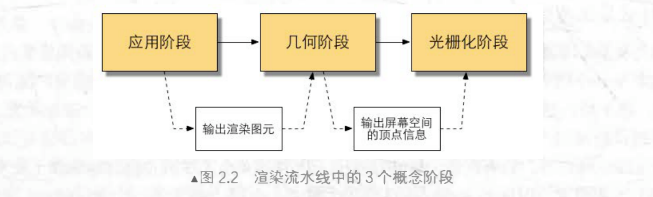 应用阶段
几何阶段
光栅化阶段
输出渲染图元
输出屏幕空间
的顶点信息
▲图 2.2 渲染流水线中的 3 个概念阶段